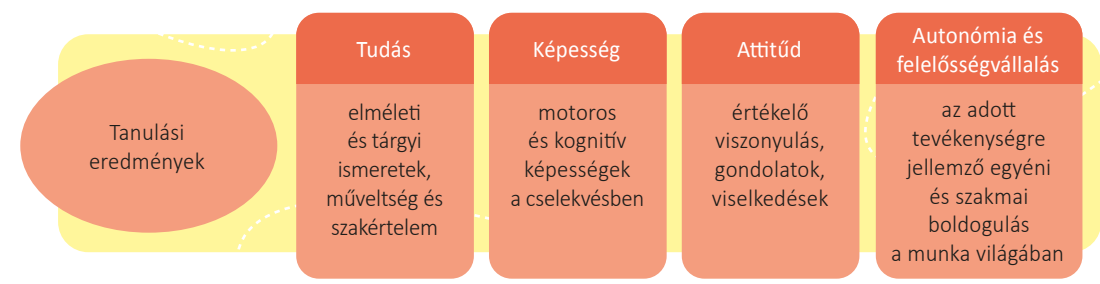 Tanulási
eredmények
Tudás
elméleti
és tárgyi
ismeretek,
műveltség és
szakértelem
Képesség
motoros
és kognitív
képességek
a cselekvésben
Attitűd
értékelő
viszonyulás,
gondolatok,
viselkedések
Autonómia és
felelősségvállalás
az adott
tevékenységre
jellemző egyéni
és szakmai
boldogulás
a munka világában